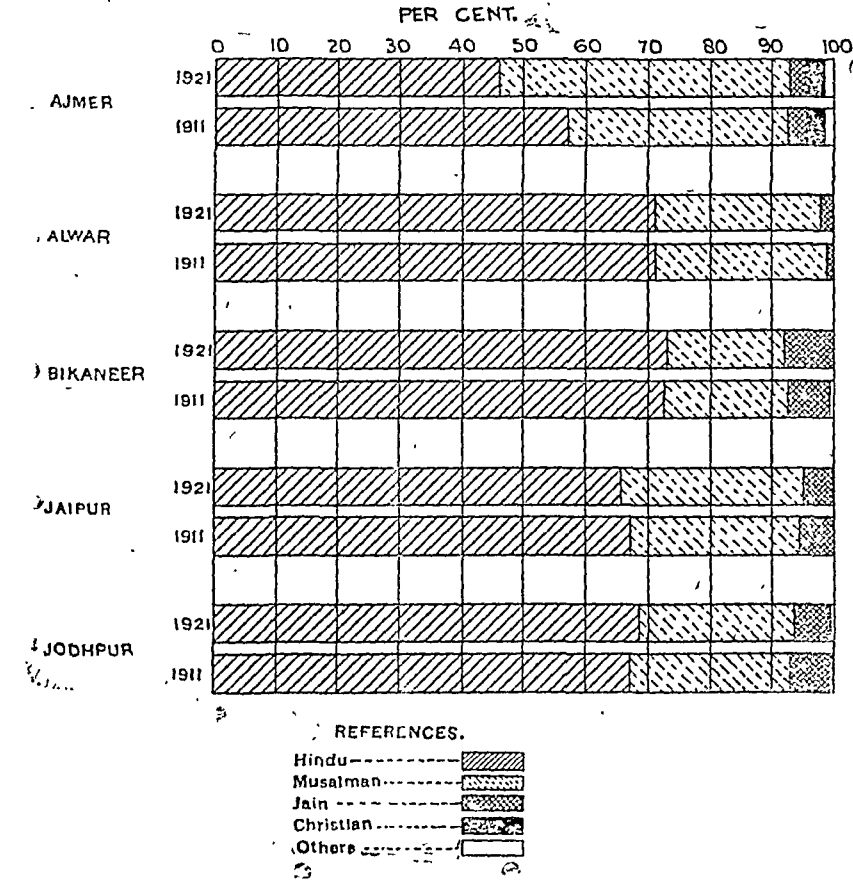 PER CENT.
0 10 20 30 40 50 60 70 80 90 100
1921
AJMER
1911
1921
ALWAR
1911
1921
BIKANEER
1911
1921
JAIPUR
1911
1921
JODHPUR
1911
REFERENCES.
Hindu
Musalman
Jain
Christian
Others